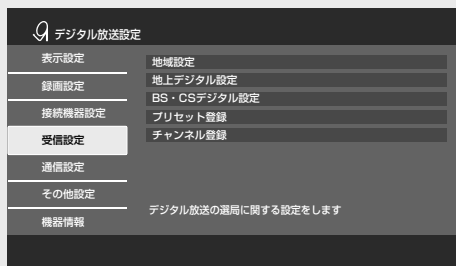 デジタル放送設定
表示設定
録画設定
接続機器設定
受信設定
通信設定
その他設定
機器情報
地域設定
地上デジタル設定
BS・CSデジタル設定
プリセット登録
チャンネル登録
デジタル放送の選局に関する設定をします